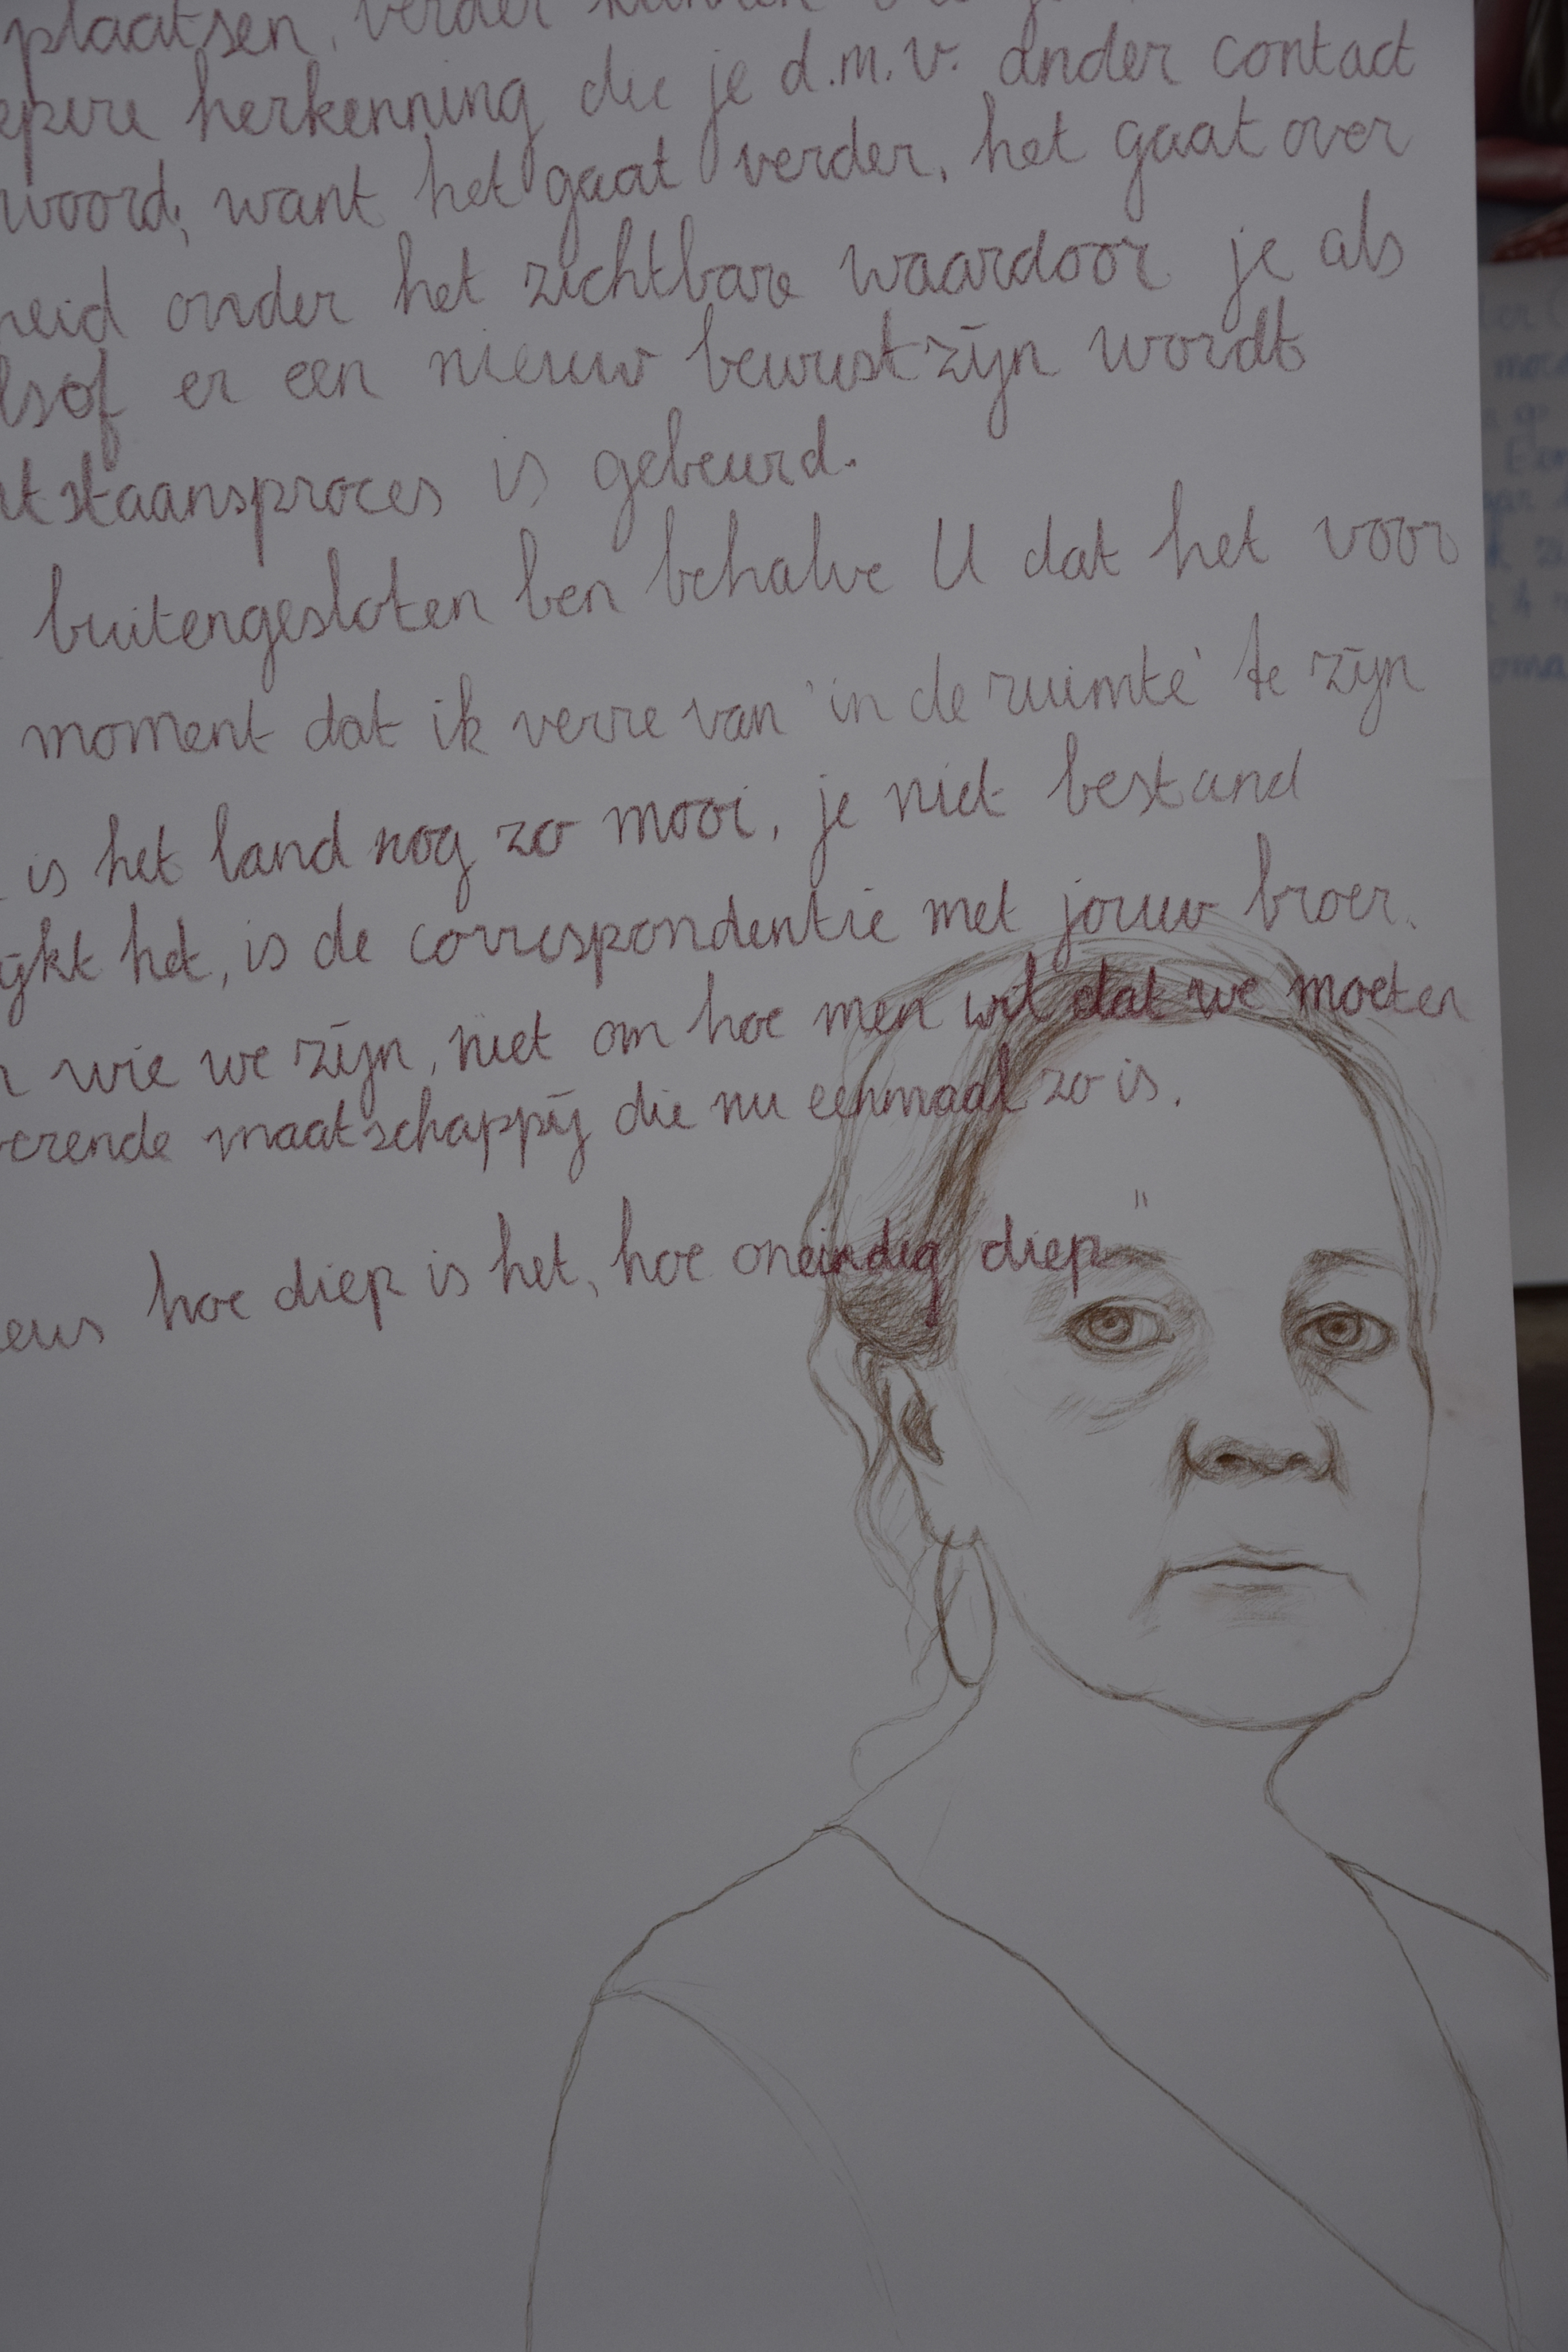 plaatsen, verder
herkenning die je d.m.v. ander contact
woord, want het gaat verder, het gaat over
heid onder het zichtbare waardoor je als
lsof er een nieuw bewustzijn wordt
tstaansproces is gebeurd.
buitengesloten ben behalve U dat het voor
moment dat ik verre van 'in de ruimte' te zijn
is het land nog zo mooi, je niet bestand
ijkt het, is de correspondentie met jouw broer.
n wie we zijn, niet om hoe men wil dat we moeten
erende maatschappij die nu eenmaal zo is.
eus hoe diep is het, hoe oneindig diep"
oma